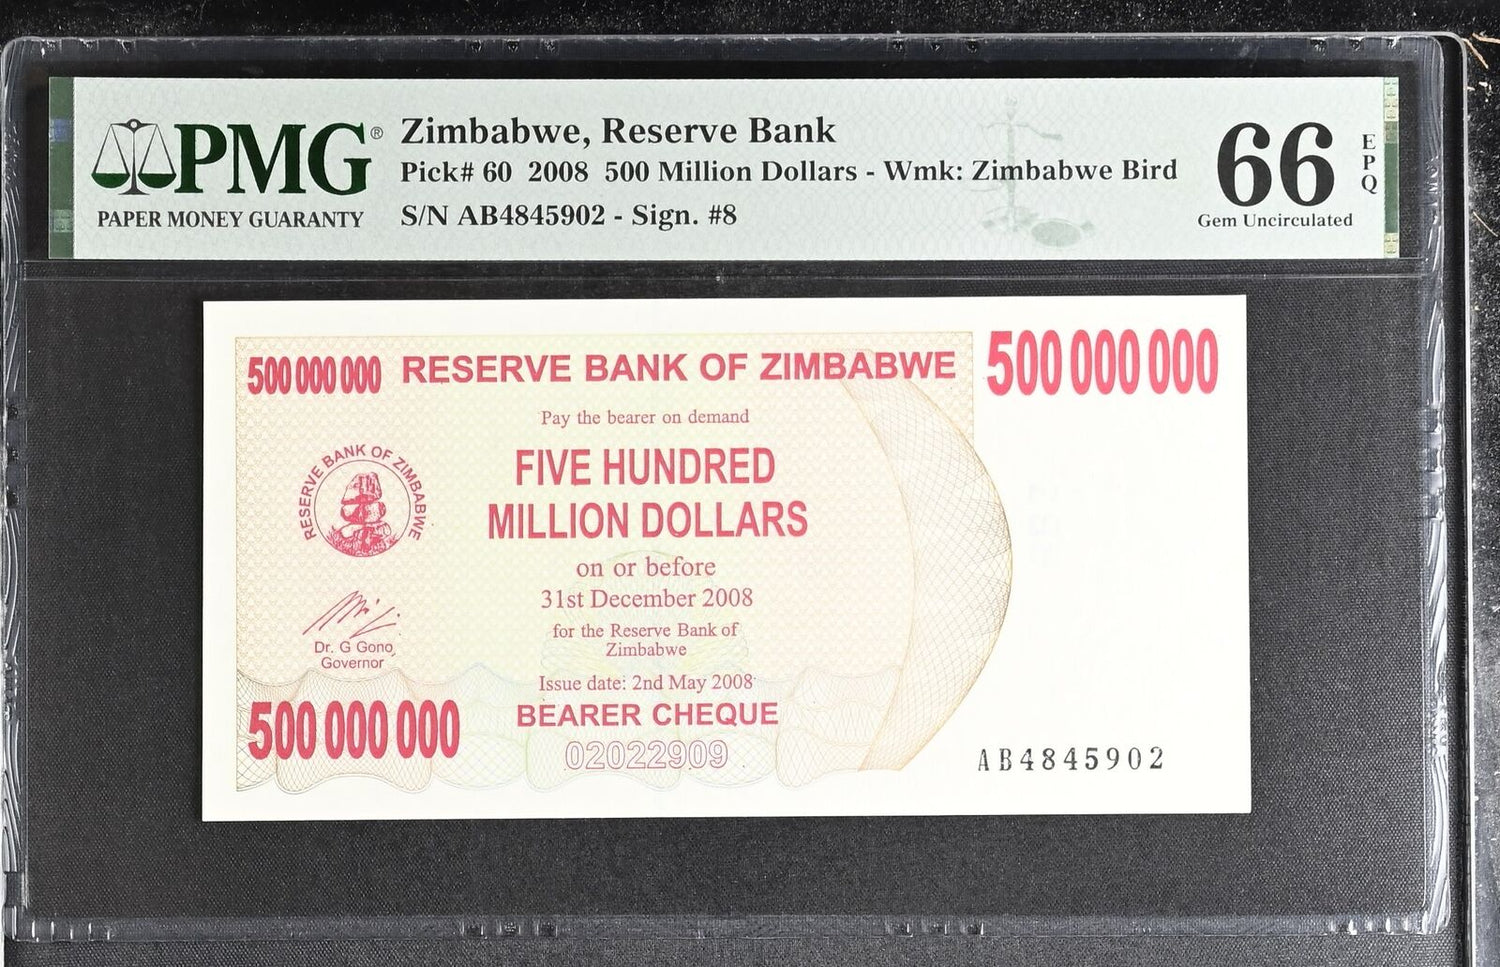 PMG®
PAPER MONEY GUARANTY
Zimbabwe, Reserve Bank
Pick# 60 2008 500 Million Dollars - Wmk: Zimbabwe Bird
S/N AB4845902 - Sign. #8
66
EPQ
Gem Uncirculated
500 000 000
RESERVE BANK OF ZIMBABWE
500 000 000
Pay the bearer on demand
FIVE HUNDRED
MILLION DOLLARS
RESERVE BANK OF ZIMBABWE
on or before
31st December 2008
for the Reserve Bank of
Zimbabwe
Dr. G Gono
Governor
Issue date: 2nd May 2008
500 000 000
BEARER CHEQUE
02022909
AB4845902